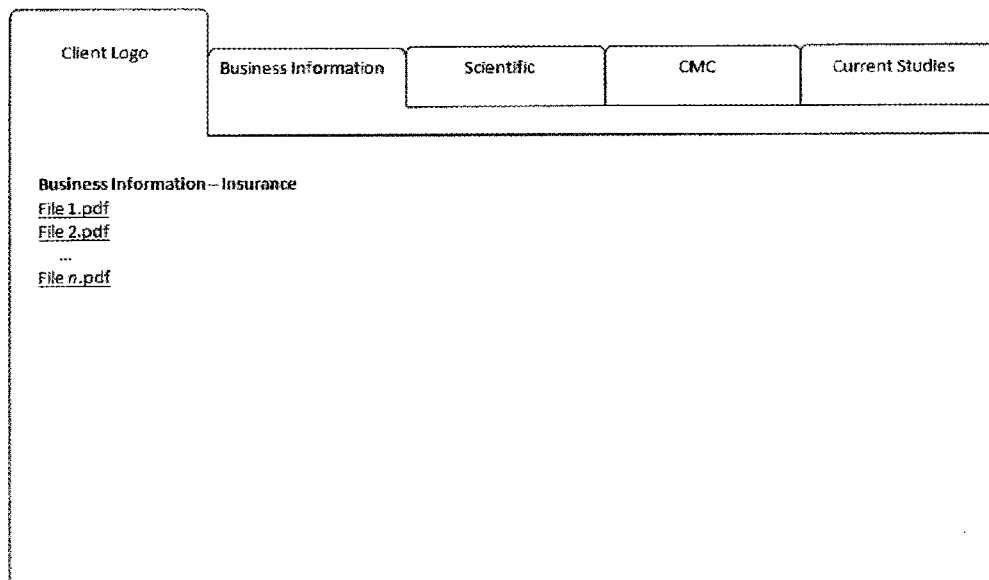 Client Logo
Business Information
Scientific
CMC
Current Studies
Business Information – Insurance
File 1.pdf
File 2.pdf
...
File n.pdf